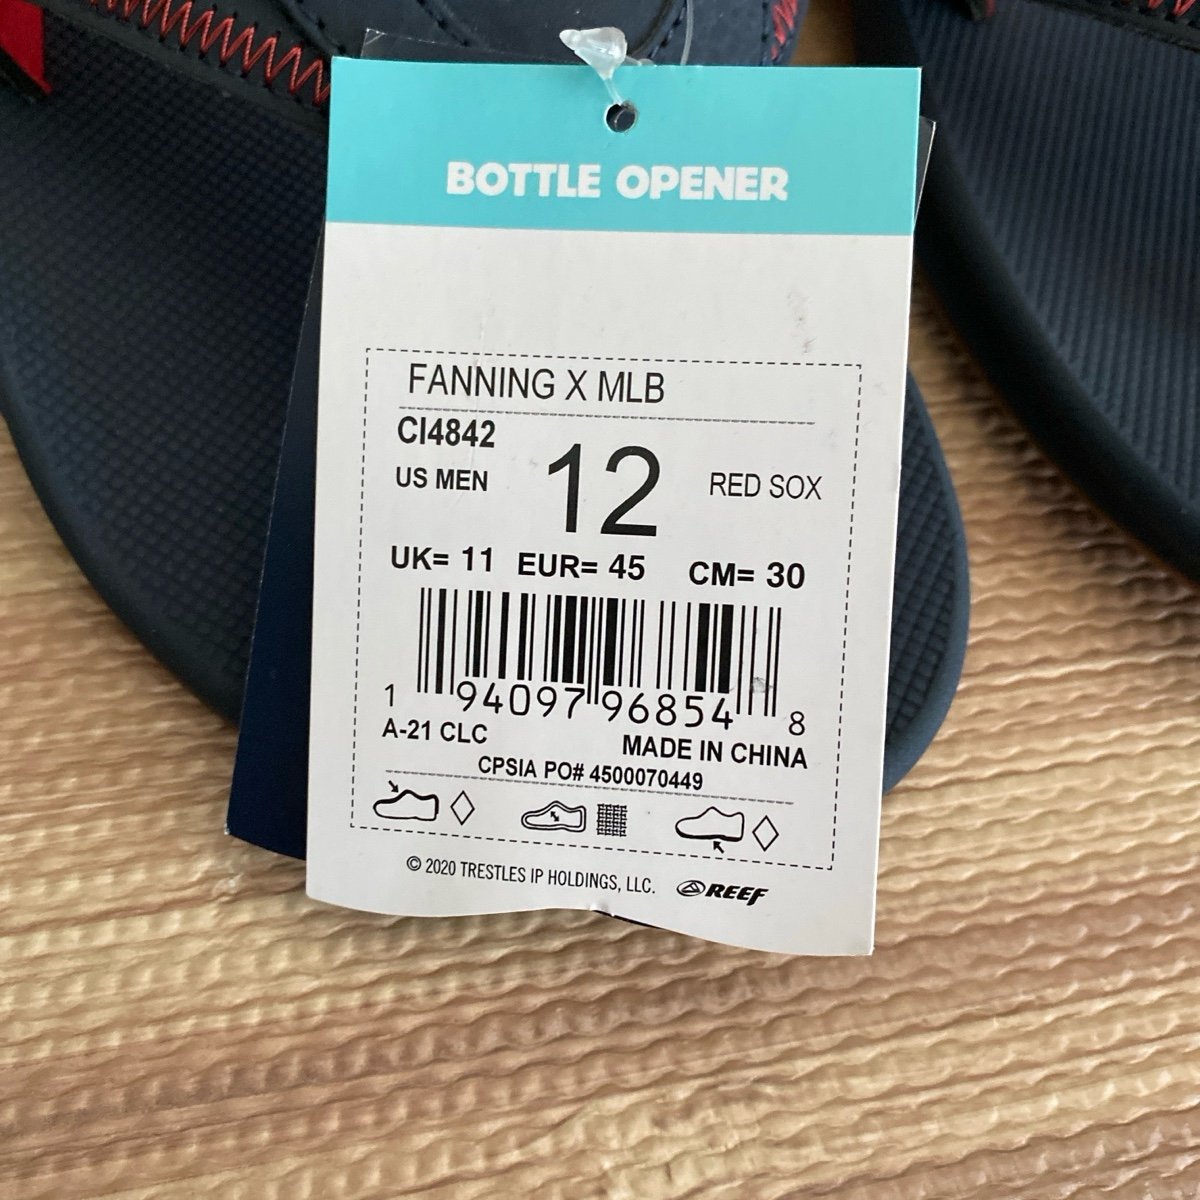 BOTTLE OPENER
FANNING X MLB
CI4842
US MEN 12 RED SOX
UK= 11 EUR= 45 CM= 30
1 94097 96854 8
A-21 CLC MADE IN CHINA
CPSIA PO# 4500070449
© 2020 TRESTLES IP HOLDINGS, LLC. REEF